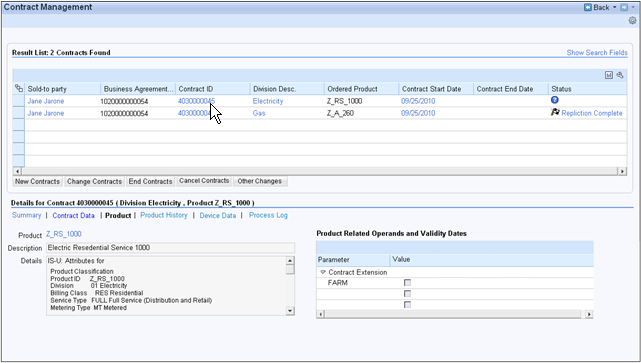 Contract Management
Back
Result List: 2 Contracts Found
Show Search Fields
Sold-to party Business Agreement... Contract ID Division Desc. Ordered Product Contract Start Date Contract End Date Status
Jane Jarone 1020000000054 4030000045 Electricity Z_RS_1000 09/25/2010
Jane Jarone 1020000000054 Gas Z_A_260 09/25/2010 Repliction Complete
New Contracts Change Contracts End Contracts Cancel Contracts Other Changes
Details for Contract 4030000045 ( Division Electricity , Product Z_RS_1000 )
Summary | Contract Data | Product | Product History | Device Data | Process Log
Product Z_RS_1000
Description Electric Resedential Service 1000
Details IS-U: Attributes for
Product Classification
Product ID Z_RS_1000
Division 01 Electricity
Billing Class RES Residential
Service Type FULL Full Service (Distribution and Retail)
Metering Type MT Metered
Product Related Operands and Validity Dates
Parameter Value
Contract Extension
FARM